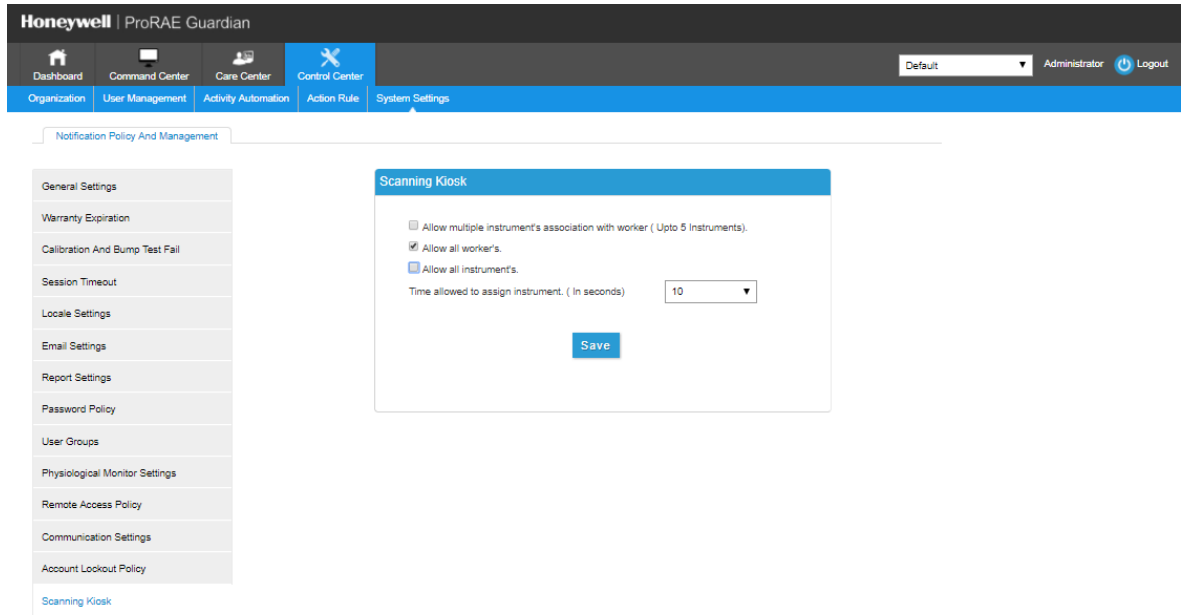 Honeywell | ProRAE Guardian
Dashboard Command Center Care Center Control Center
Default Administrator Logout
Organization User Management Activity Automation Action Rule System Settings
Notification Policy And Management
General Settings
Warranty Expiration
Calibration And Bump Test Fail
Session Timeout
Locale Settings
Email Settings
Report Settings
Password Policy
User Groups
Physiological Monitor Settings
Remote Access Policy
Communication Settings
Account Lockout Policy
Scanning Kiosk
Scanning Kiosk
Allow multiple instrument's association with worker ( Upto 5 Instruments).
Allow all worker's.
Allow all instrument's.
Time allowed to assign instrument. ( In seconds) 10
Save